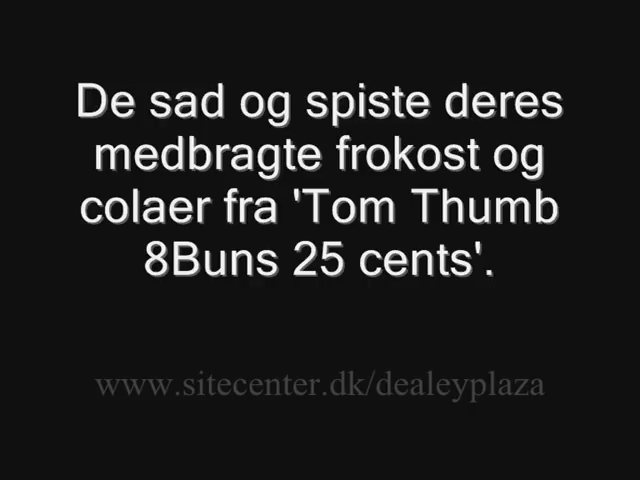 De sad og spiste deres
medbragte frokost og
colaer fra 'Tom Thumb
8Buns 25 cents'.
www.sitecenter.dk/dealeyplaza